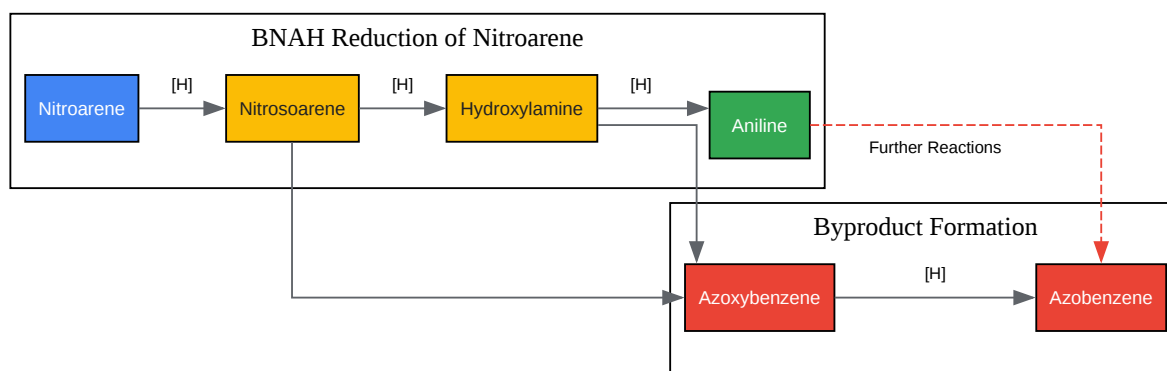 BNAH Reduction of Nitroarene
Nitroarene
[H]
Nitrosoarene
[H]
Hydroxylamine
[H]
Aniline
Further Reactions
Byproduct Formation
Azoxybenzene
[H]
Azobenzene